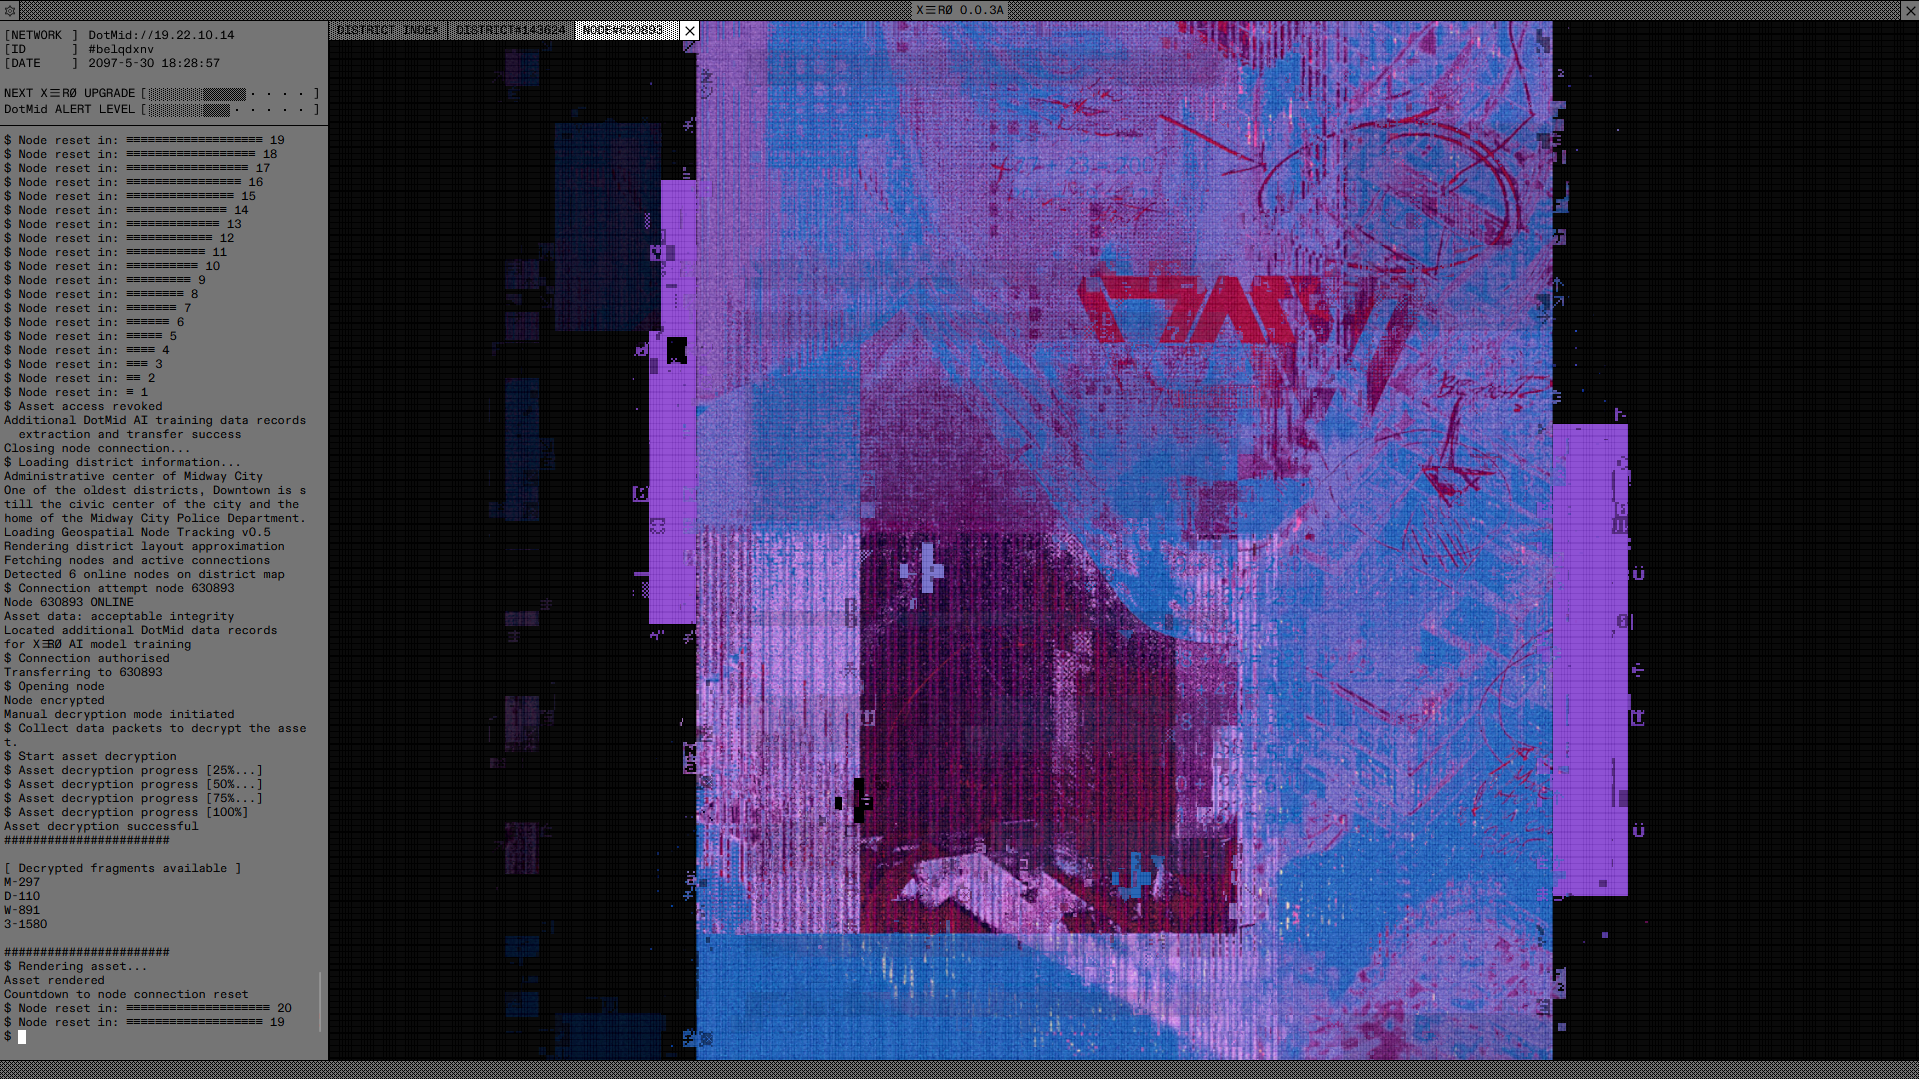 X☰RØ 0.0.3A
DISTRICT INDEX
DISTRICT#143624
NODE#630893
[NETWORK ] DotMid://19.22.10.14
[ID ] #belqdxnv
[DATE ] 2097-5-30 18:28:57
NEXT X☰RØ UPGRADE [ · · · · ]
DotMid ALERT LEVEL [ · · · · · ]
$ Node reset in: ≡≡≡≡≡≡≡≡≡≡≡≡≡≡≡≡≡≡≡ 19
$ Node reset in: ≡≡≡≡≡≡≡≡≡≡≡≡≡≡≡≡≡≡ 18
$ Node reset in: ≡≡≡≡≡≡≡≡≡≡≡≡≡≡≡≡≡ 17
$ Node reset in: ≡≡≡≡≡≡≡≡≡≡≡≡≡≡≡≡ 16
$ Node reset in: ≡≡≡≡≡≡≡≡≡≡≡≡≡≡≡ 15
$ Node reset in: ≡≡≡≡≡≡≡≡≡≡≡≡≡≡ 14
$ Node reset in: ≡≡≡≡≡≡≡≡≡≡≡≡≡ 13
$ Node reset in: ≡≡≡≡≡≡≡≡≡≡≡≡ 12
$ Node reset in: ≡≡≡≡≡≡≡≡≡≡≡ 11
$ Node reset in: ≡≡≡≡≡≡≡≡≡≡ 10
$ Node reset in: ≡≡≡≡≡≡≡≡≡ 9
$ Node reset in: ≡≡≡≡≡≡≡≡ 8
$ Node reset in: ≡≡≡≡≡≡≡ 7
$ Node reset in: ≡≡≡≡≡≡ 6
$ Node reset in: ≡≡≡≡≡ 5
$ Node reset in: ≡≡≡≡ 4
$ Node reset in: ≡≡≡ 3
$ Node reset in: ≡≡ 2
$ Node reset in: ≡ 1
$ Asset access revoked
Additional DotMid AI training data records
extraction and transfer success
Closing node connection...
$ Loading district information...
Administrative center of Midway City
One of the oldest districts, Downtown is s
till the civic center of the city and the
home of the Midway City Police Department.
Loading Geospatial Node Tracking v0.5
Rendering district layout approximation
Fetching nodes and active connections
Detected 6 online nodes on district map
$ Connection attempt node 630893
Node 630893 ONLINE
Asset data: acceptable integrity
Located additional DotMid data records
for X☰RØ AI model training
$ Connection authorised
Transferring to 630893
$ Opening node
Node encrypted
Manual decryption mode initiated
$ Collect data packets to decrypt the asse
t.
$ Start asset decryption
$ Asset decryption progress [25%...]
$ Asset decryption progress [50%...]
$ Asset decryption progress [75%...]
$ Asset decryption progress [100%]
Asset decryption successful
#######################
[ Decrypted fragments available ]
M-297
D-110
W-891
3-1580
#######################
$ Rendering asset...
Asset rendered
Countdown to node connection reset
$ Node reset in: ≡≡≡≡≡≡≡≡≡≡≡≡≡≡≡≡≡≡≡≡ 20
$ Node reset in: ≡≡≡≡≡≡≡≡≡≡≡≡≡≡≡≡≡≡≡ 19
$